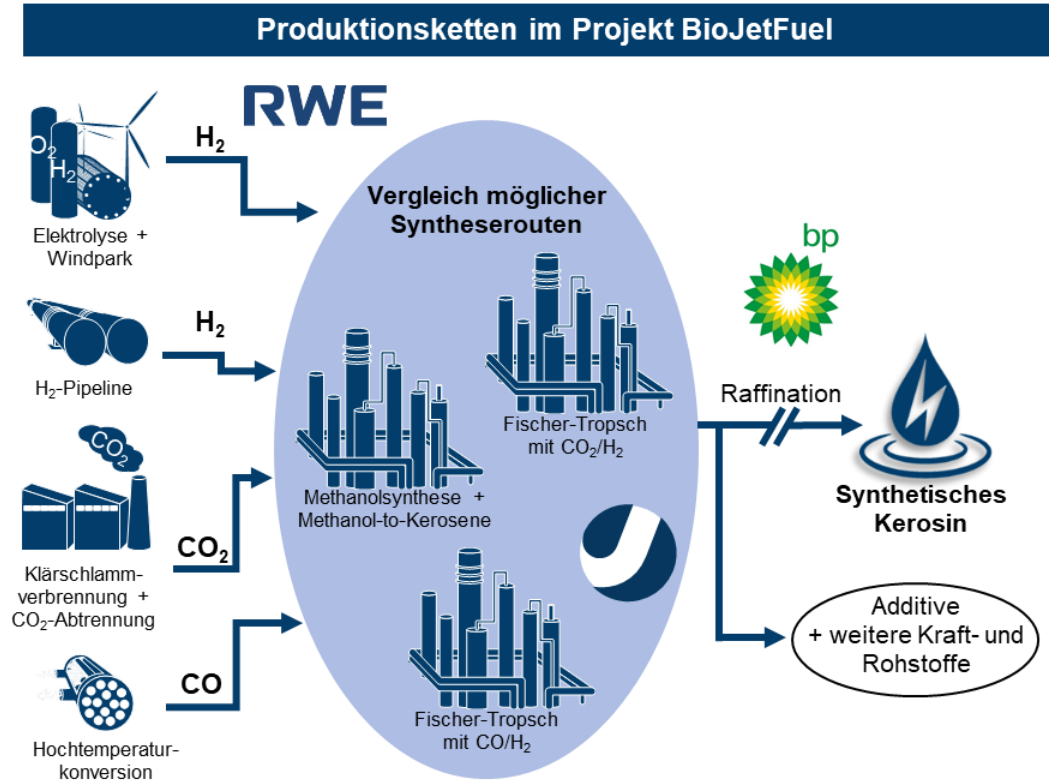 Produktionsketten im Projekt BioJetFuel
RWE
O₂
H₂
H₂
Elektrolyse +
Windpark
H₂
H₂-Pipeline
CO₂
CO₂
Klärschlamm-
verbrennung +
CO₂-Abtrennung
CO
Hochtemperatur-
konversion
Vergleich möglicher
Syntheserouten
Fischer-Tropsch
mit CO₂/H₂
Methanolsynthese +
Methanol-to-Kerosene
Fischer-Tropsch
mit CO/H₂
bp
Raffination
Synthetisches
Kerosin
Additive
+ weitere Kraft- und
Rohstoffe